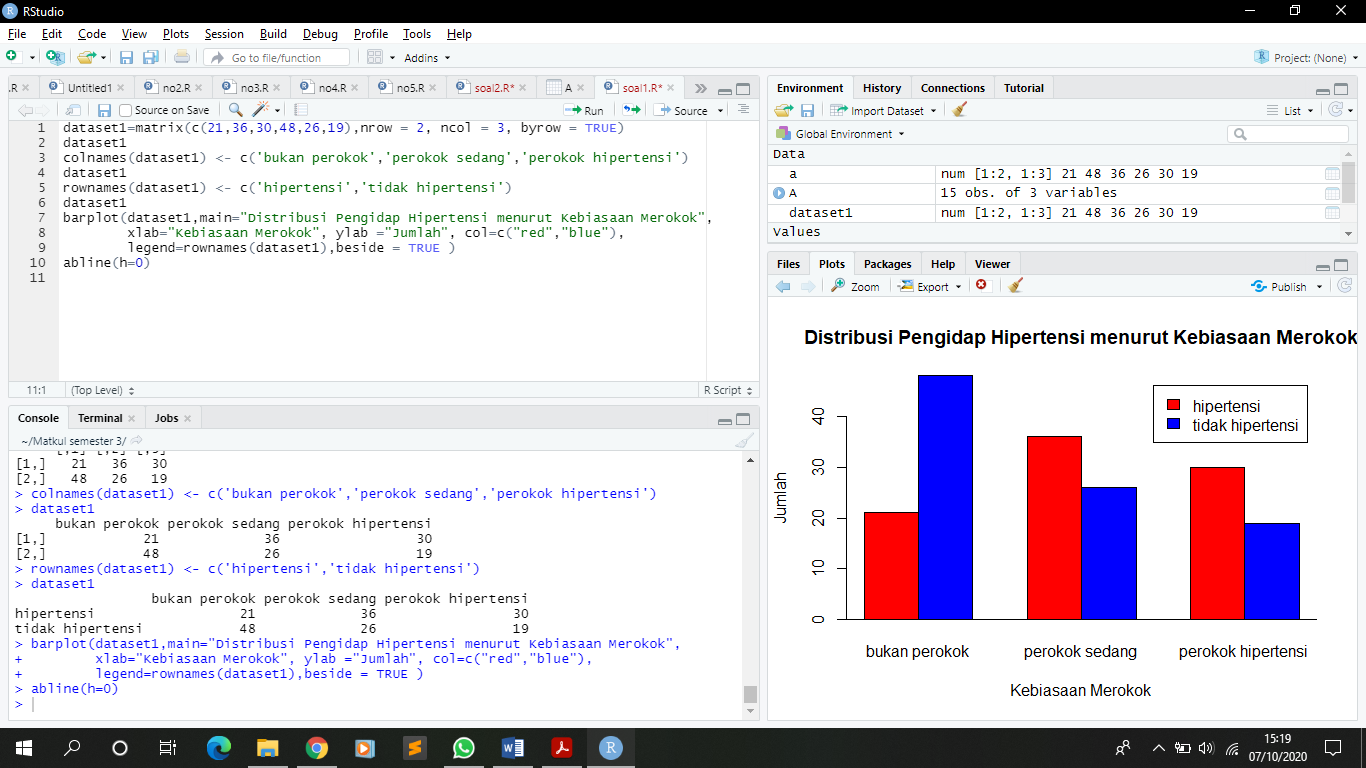 RStudio
File Edit Code View Plots Session Build Debug Profile Tools Help
Go to file/function Addins Project: (None)
.R Untitled1 no2.R no3.R no4.R no5.R soal2.R* A soal1.R*
Source on Save Run Source
1 dataset1=matrix(c(21,36,30,48,26,19),nrow = 2, ncol = 3, byrow = TRUE)
2 dataset1
3 colnames(dataset1) <- c('bukan perokok','perokok sedang','perokok hipertensi')
4 dataset1
5 rownames(dataset1) <- c('hipertensi','tidak hipertensi')
6 dataset1
7 barplot(dataset1,main="Distribusi Pengidap Hipertensi menurut Kebiasaan Merokok",
8 xlab="Kebiasaan Merokok", ylab ="Jumlah", col=c("red","blue"),
9 legend=rownames(dataset1),beside = TRUE )
10 abline(h=0)
11
11:1 (Top Level) R Script
Console Terminal Jobs
~/Matkul semester 3/
[1,] 21 36 30
[2,] 48 26 19
> colnames(dataset1) <- c('bukan perokok','perokok sedang','perokok hipertensi')
> dataset1
bukan perokok perokok sedang perokok hipertensi
[1,] 21 36 30
[2,] 48 26 19
> rownames(dataset1) <- c('hipertensi','tidak hipertensi')
> dataset1
bukan perokok perokok sedang perokok hipertensi
hipertensi 21 36 30
tidak hipertensi 48 26 19
> barplot(dataset1,main="Distribusi Pengidap Hipertensi menurut Kebiasaan Merokok",
+ xlab="Kebiasaan Merokok", ylab ="Jumlah", col=c("red","blue"),
+ legend=rownames(dataset1),beside = TRUE )
> abline(h=0)
>
Environment History Connections Tutorial
Import Dataset List
Global Environment
Data
a num [1:2, 1:3] 21 48 36 26 30 19
A 15 obs. of 3 variables
dataset1 num [1:2, 1:3] 21 48 36 26 30 19
Values
Files Plots Packages Help Viewer
Zoom Export Publish
Distribusi Pengidap Hipertensi menurut Kebiasaan Merokok
hipertensi
tidak hipertensi
Jumlah
40
30
20
10
0
bukan perokok perokok sedang perokok hipertensi
Kebiasaan Merokok
15:19
07/10/2020